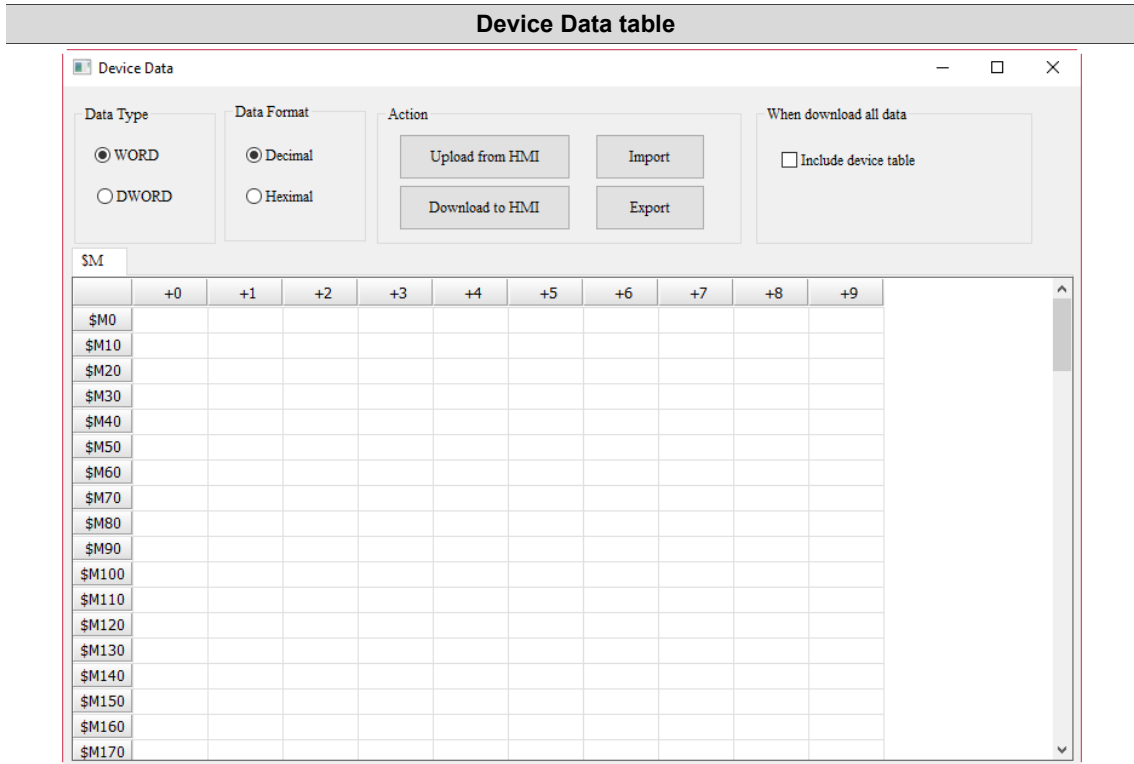 Device Data table
Device Data
Data Type
WORD
DWORD
Data Format
Decimal
Heximal
Action
Upload from HMI
Import
Download to HMI
Export
When download all data
Include device table
$M
+0 +1 +2 +3 +4 +5 +6 +7 +8 +9
$M0
$M10
$M20
$M30
$M40
$M50
$M60
$M70
$M80
$M90
$M100
$M110
$M120
$M130
$M140
$M150
$M160
$M170